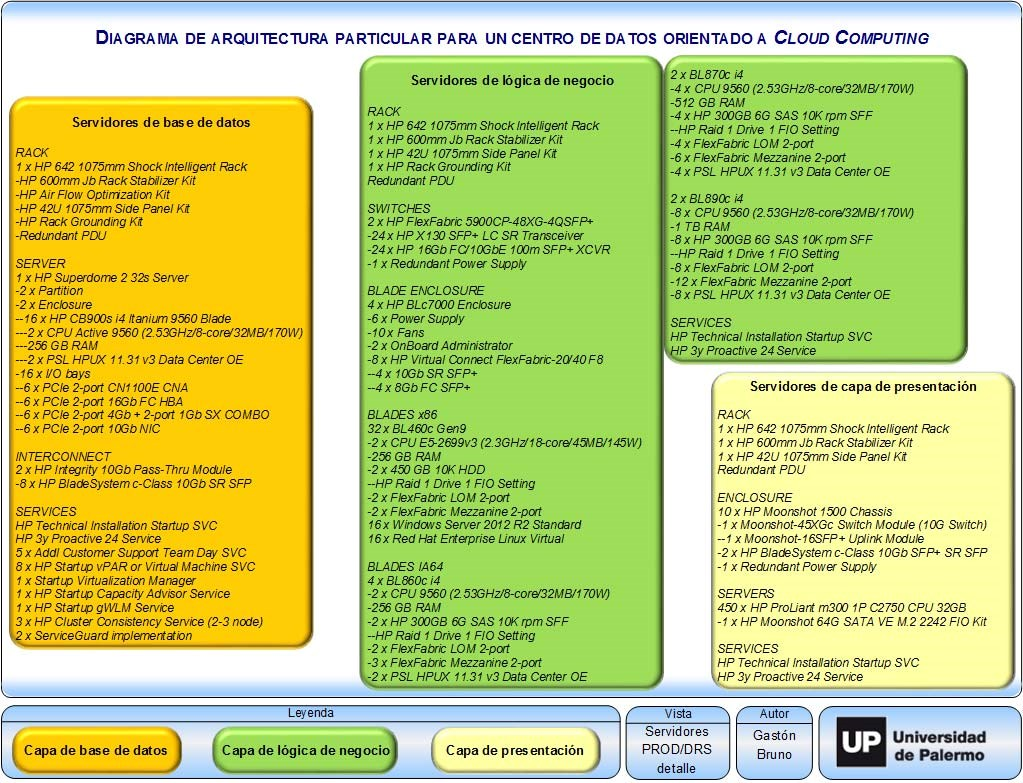 DIAGRAMA DE ARQUITECTURA PARTICULAR PARA UN CENTRO DE DATOS ORIENTADO A CLOUD COMPUTING
Servidores de base de datos
RACK
1 x HP 642 1075mm Shock Intelligent Rack
-HP 600mm Jb Rack Stabilizer Kit
-HP Air Flow Optimization Kit
-HP 42U 1075mm Side Panel Kit
-HP Rack Grounding Kit
-Redundant PDU
SERVER
1 x HP Superdome 2 32s Server
-2 x Partition
-2 x Enclosure
--16 x HP CB900s i4 Itanium 9560 Blade
---2 x CPU Active 9560 (2.53GHz/8-core/32MB/170W)
---256 GB RAM
---2 x PSL HPUX 11.31 v3 Data Center OE
-16 x I/O bays
--6 x PCIe 2-port CN1100E CNA
--6 x PCIe 2-port 16Gb FC HBA
--6 x PCIe 2-port 4Gb + 2-port 1Gb SX COMBO
--6 x PCIe 2-port 10Gb NIC
INTERCONNECT
2 x HP Integrity 10Gb Pass-Thru Module
-8 x HP BladeSystem c-Class 10Gb SR SFP
SERVICES
HP Technical Installation Startup SVC
HP 3y Proactive 24 Service
5 x Addl Customer Support Team Day SVC
8 x HP Startup vPAR or Virtual Machine SVC
1 x Startup Virtualization Manager
1 x HP Startup Capacity Advisor Service
1 x HP Startup gWLM Service
3 x HP Cluster Consistency Service (2-3 node)
2 x ServiceGuard implementation
Servidores de lógica de negocio
RACK
1 x HP 642 1075mm Shock Intelligent Rack
1 x HP 600mm Jb Rack Stabilizer Kit
1 x HP 42U 1075mm Side Panel Kit
1 x HP Rack Grounding Kit
Redundant PDU
SWITCHES
2 x HP FlexFabric 5900CP-48XG-4QSFP+
-24 x HP X130 SFP+ LC SR Transceiver
-24 x HP 16Gb FC/10GbE 100m SFP+ XCVR
-1 x Redundant Power Supply
BLADE ENCLOSURE
4 x HP BLc7000 Enclosure
-6 x Power Supply
-10 x Fans
-2 x OnBoard Administrator
-8 x HP Virtual Connect FlexFabric-20/40 F8
--4 x 10Gb SR SFP+
--4 x 8Gb FC SFP+
BLADES x86
32 x BL460c Gen9
-2 x CPU E5-2699v3 (2.3GHz/18-core/45MB/145W)
-256 GB RAM
-2 x 450 GB 10K HDD
--HP Raid 1 Drive 1 FIO Setting
-2 x FlexFabric LOM 2-port
-2 x FlexFabric Mezzanine 2-port
16 x Windows Server 2012 R2 Standard
16 x Red Hat Enterprise Linux Virtual
BLADES IA64
4 x BL860c i4
-2 x CPU 9560 (2.53GHz/8-core/32MB/170W)
-256 GB RAM
-2 x HP 300GB 6G SAS 10K rpm SFF
--HP Raid 1 Drive 1 FIO Setting
-2 x FlexFabric LOM 2-port
-3 x FlexFabric Mezzanine 2-port
-2 x PSL HPUX 11.31 v3 Data Center OE
2 x BL870c i4
-4 x CPU 9560 (2.53GHz/8-core/32MB/170W)
-512 GB RAM
-4 x HP 300GB 6G SAS 10K rpm SFF
--HP Raid 1 Drive 1 FIO Setting
-4 x FlexFabric LOM 2-port
-6 x FlexFabric Mezzanine 2-port
-4 x PSL HPUX 11.31 v3 Data Center OE
2 x BL890c i4
-8 x CPU 9560 (2.53GHz/8-core/32MB/170W)
-1 TB RAM
-8 x HP 300GB 6G SAS 10K rpm SFF
--HP Raid 1 Drive 1 FIO Setting
-8 x FlexFabric LOM 2-port
-12 x FlexFabric Mezzanine 2-port
-8 x PSL HPUX 11.31 v3 Data Center OE
SERVICES
HP Technical Installation Startup SVC
HP 3y Proactive 24 Service
Servidores de capa de presentación
RACK
1 x HP 642 1075mm Shock Intelligent Rack
1 x HP 600mm Jb Rack Stabilizer Kit
1 x HP 42U 1075mm Side Panel Kit
Redundant PDU
ENCLOSURE
10 x HP Moonshot 1500 Chassis
-1 x Moonshot-45XGc Switch Module (10G Switch)
--1 x Moonshot-16SFP+ Uplink Module
-2 x HP BladeSystem c-Class 10Gb SFP+ SR SFP
-1 x Redundant Power Supply
SERVERS
450 x HP ProLiant m300 1P C2750 CPU 32GB
-1 x HP Moonshot 64G SATA VE M.2 2242 FIO Kit
SERVICES
HP Technical Installation Startup SVC
HP 3y Proactive 24 Service
Leyenda
Capa de base de datos
Capa de lógica de negocio
Capa de presentación
Vista
Servidores
PROD/DRS
detalle
Autor
Gastón
Bruno
UP
Universidad
de Palermo